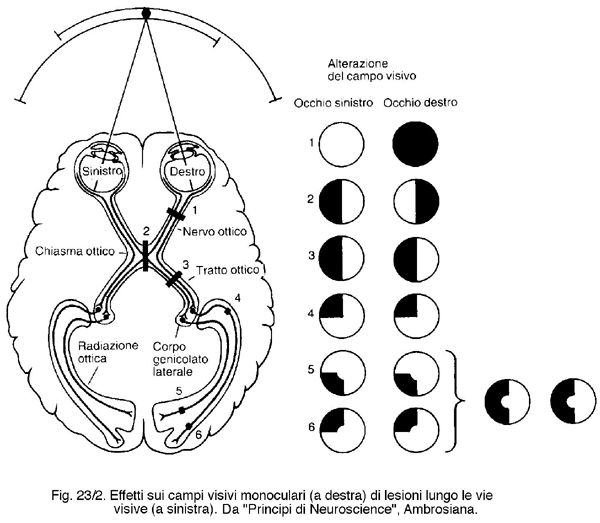 Alterazione
del campo visivo
Occhio sinistro Occhio destro
Sinistro
Destro
1
2
3
4
5
6
1
Nervo ottico
2
Chiasma ottico
3
Tratto ottico
4
Radiazione
ottica
Corpo
genicolato
laterale
5
6
Fig. 23/2. Effetti sui campi visivi monoculari (a destra) di lesioni lungo le vie
visive (a sinistra). Da "Principi di Neuroscience", Ambrosiana.